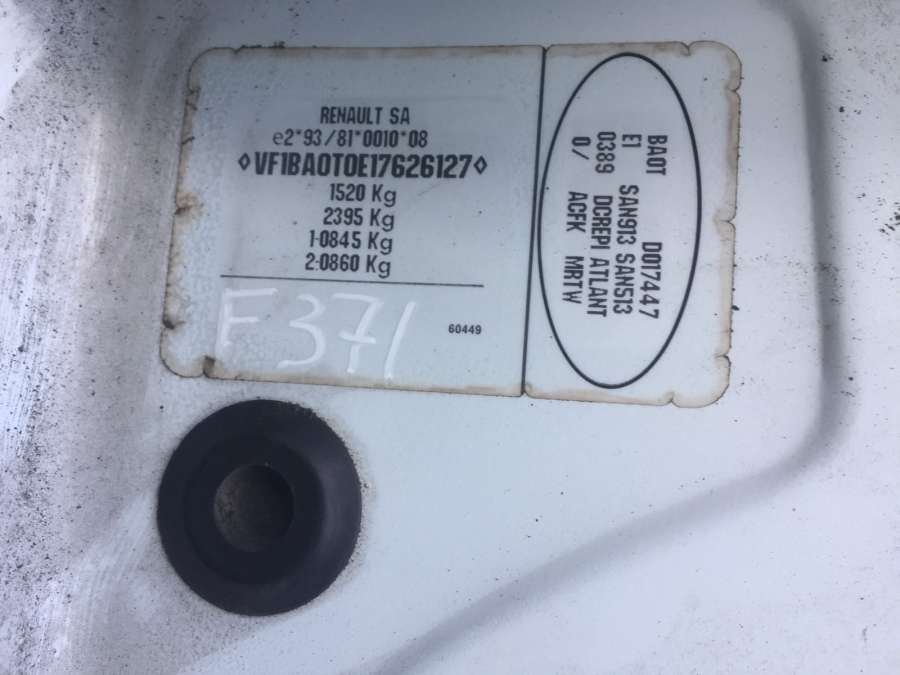 RENAULT SA
e2*93/81*0010*08
◊VF1BA0T0E17626127◊
1520 Kg
2395 Kg
1-0845 Kg
2-0860 Kg
F 371
60449
BA0T D017447
E1 SAN913 SAN513
0389 DCREPI ATLANT
0/ ACFK MRTW